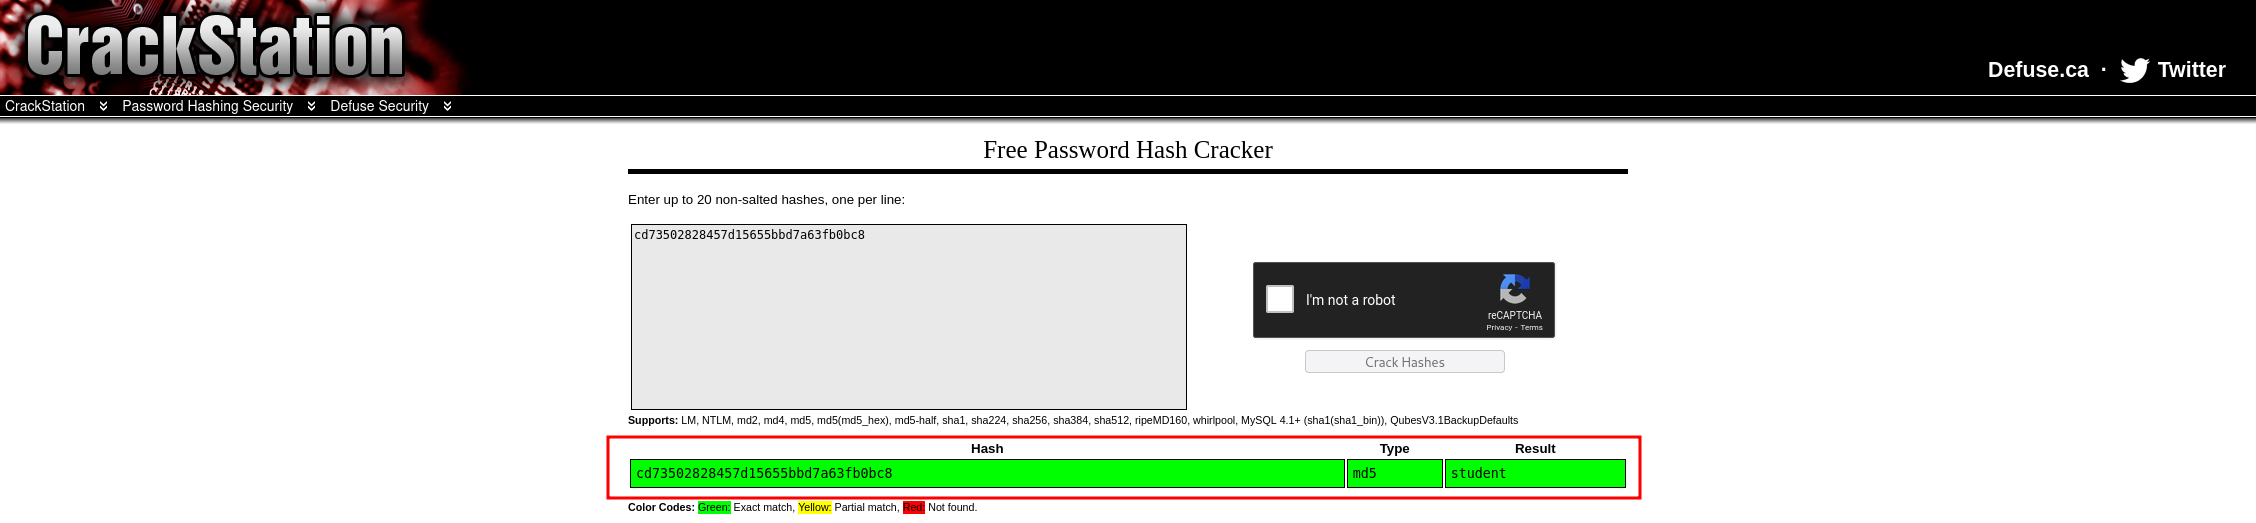 CrackStation
Defuse.ca · Twitter
CrackStation Password Hashing Security Defuse Security
Free Password Hash Cracker
Enter up to 20 non-salted hashes, one per line:
cd73502828457d15655bbd7a63fb0bc8
I'm not a robot
reCAPTCHA
Privacy - Terms
Crack Hashes
Supports: LM, NTLM, md2, md4, md5, md5(md5_hex), md5-half, sha1, sha224, sha256, sha384, sha512, ripeMD160, whirlpool, MySQL 4.1+ (sha1(sha1_bin)), QubesV3.1BackupDefaults
Hash Type Result
cd73502828457d15655bbd7a63fb0bc8 md5 student
Color Codes: Green: Exact match, Yellow: Partial match, Red: Not found.